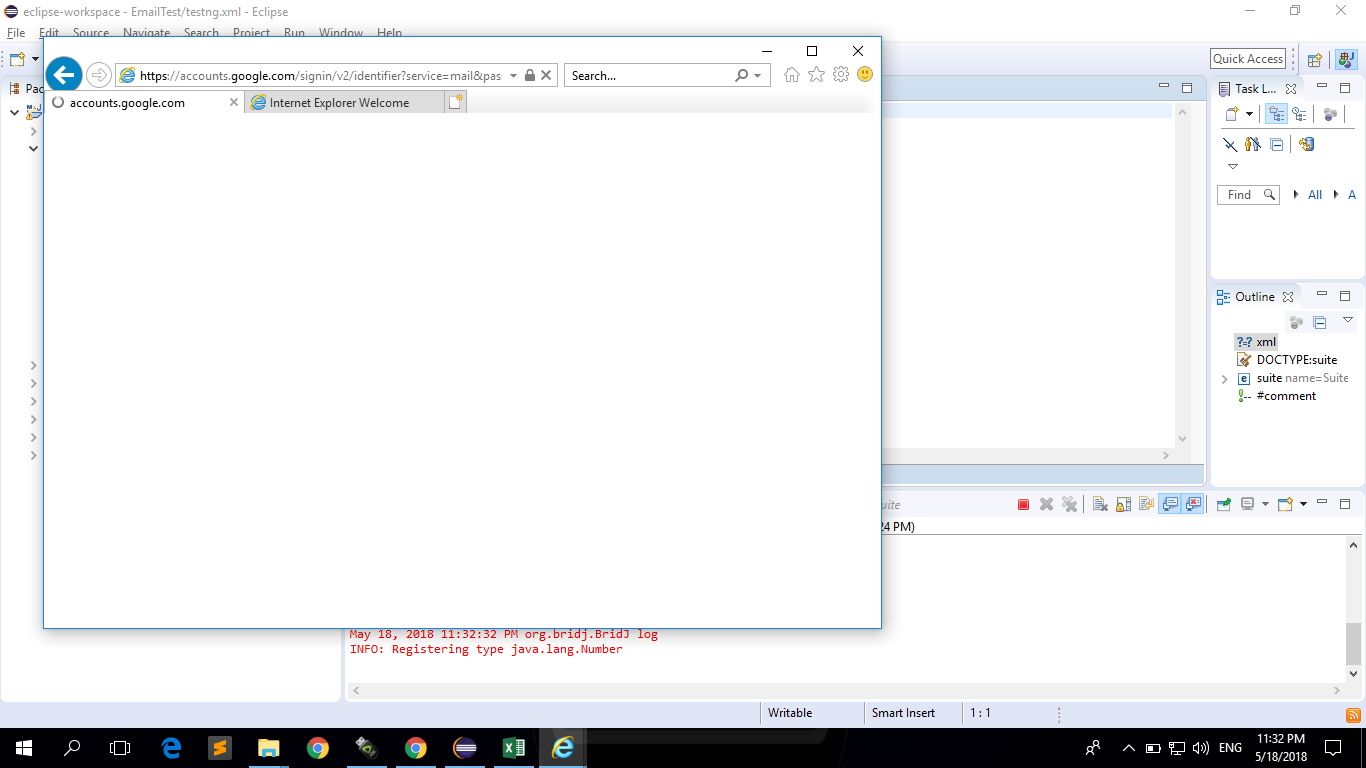 eclipse-workspace - EmailTest/testng.xml - Eclipse
File Edit Source Navigate Search Project Run Window Help
https://accounts.google.com/signin/v2/identifier?service=mail&pas
Search...
accounts.google.com
Internet Explorer Welcome
Quick Access
Pac
Task L...
Find
All
A
Outline
?=? xml
DOCTYPE:suite
e suite name=Suite
#comment
uite
24 PM)
May 18, 2018 11:32:32 PM org.bridj.BridJ log
INFO: Registering type java.lang.Number
Writable
Smart Insert
1 : 1
ENG
11:32 PM
5/18/2018